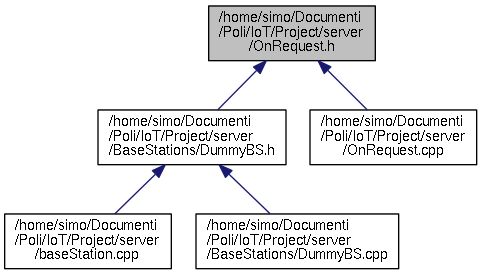 /home/simo/Documenti
/Poli/IoT/Project/server
/OnRequest.h
/home/simo/Documenti
/Poli/IoT/Project/server
/BaseStations/DummyBS.h
/home/simo/Documenti
/Poli/IoT/Project/server
/OnRequest.cpp
/home/simo/Documenti
/Poli/IoT/Project/server
/baseStation.cpp
/home/simo/Documenti
/Poli/IoT/Project/server
/BaseStations/DummyBS.cpp